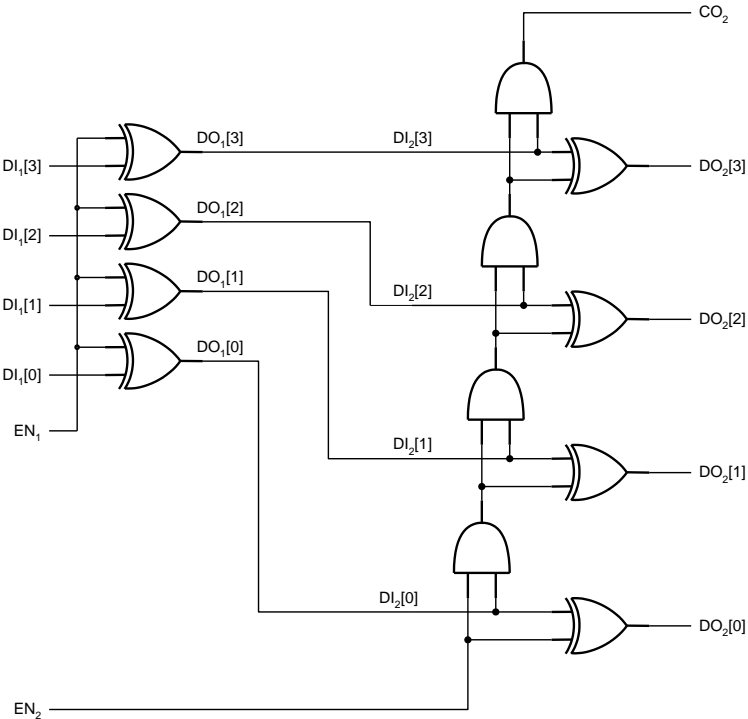 CO₂
DO₁[3]
DI₂[3]
DI₁[3]
DO₂[3]
DO₁[2]
DI₁[2]
DO₁[1]
DI₂[2]
DI₁[1]
DO₂[2]
DO₁[0]
DI₁[0]
EN₁
DI₂[1]
DO₂[1]
DI₂[0]
DO₂[0]
EN₂